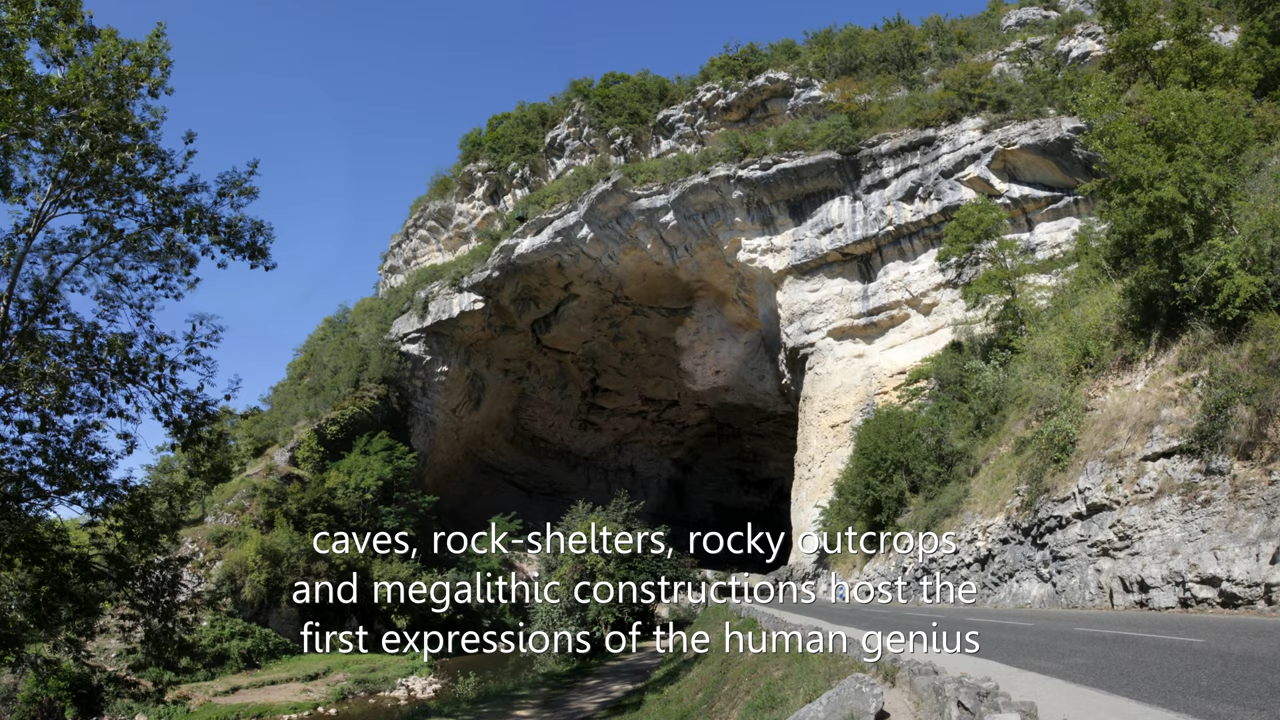 caves, rock-shelters, rocky outcrops
and megalithic constructions host the
first expressions of the human genius